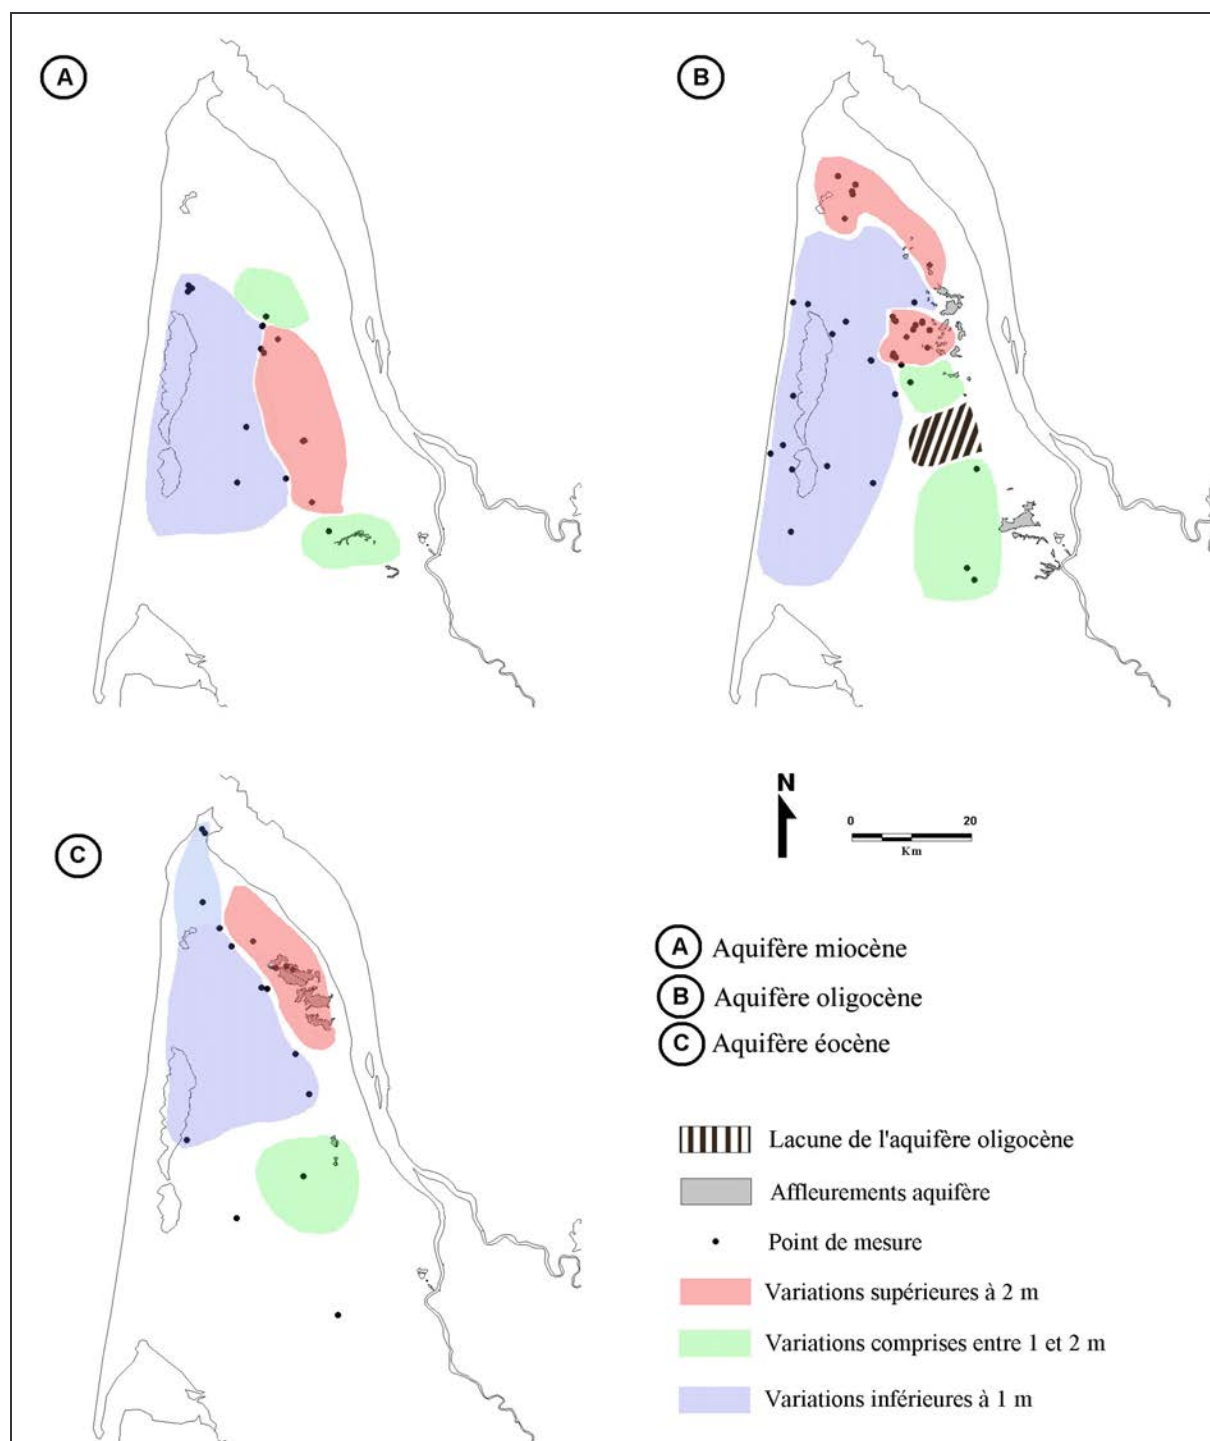 A
B
C
N
0 20
Km
A Aquifère miocène
B Aquifère oligocène
C Aquifère éocène
Lacune de l'aquifère oligocène
Affleurements aquifère
Point de mesure
Variations supérieures à 2 m
Variations comprises entre 1 et 2 m
Variations inférieures à 1 m